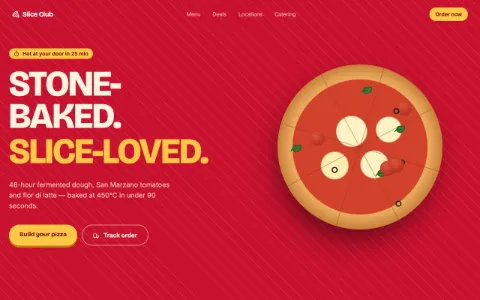 Slice Club
Menu Deals Locations Catering
Order now
Hot at your door in 25 min
STONE-
BAKED.
SLICE-LOVED.
48-hour fermented dough, San Marzano tomatoes
and fior di latte — baked at 450°C in under 90
seconds.
Build your pizza
Track order